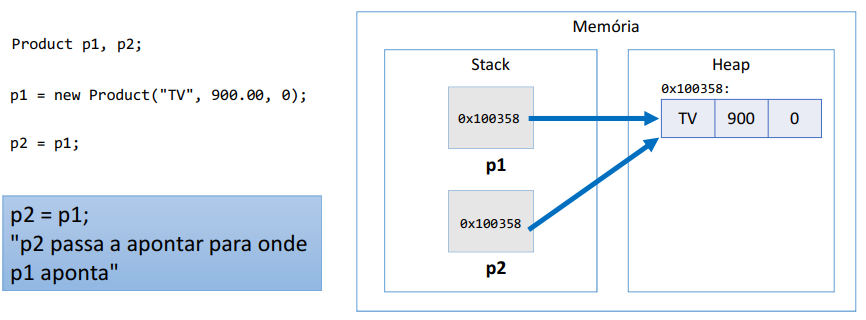 Product p1, p2;
p1 = new Product("TV", 900.00, 0);
p2 = p1;
p2 = p1;
"p2 passa a apontar para onde
p1 aponta"
Memória
Stack
0x100358
p1
0x100358
p2
Heap
0x100358:
TV 900 0